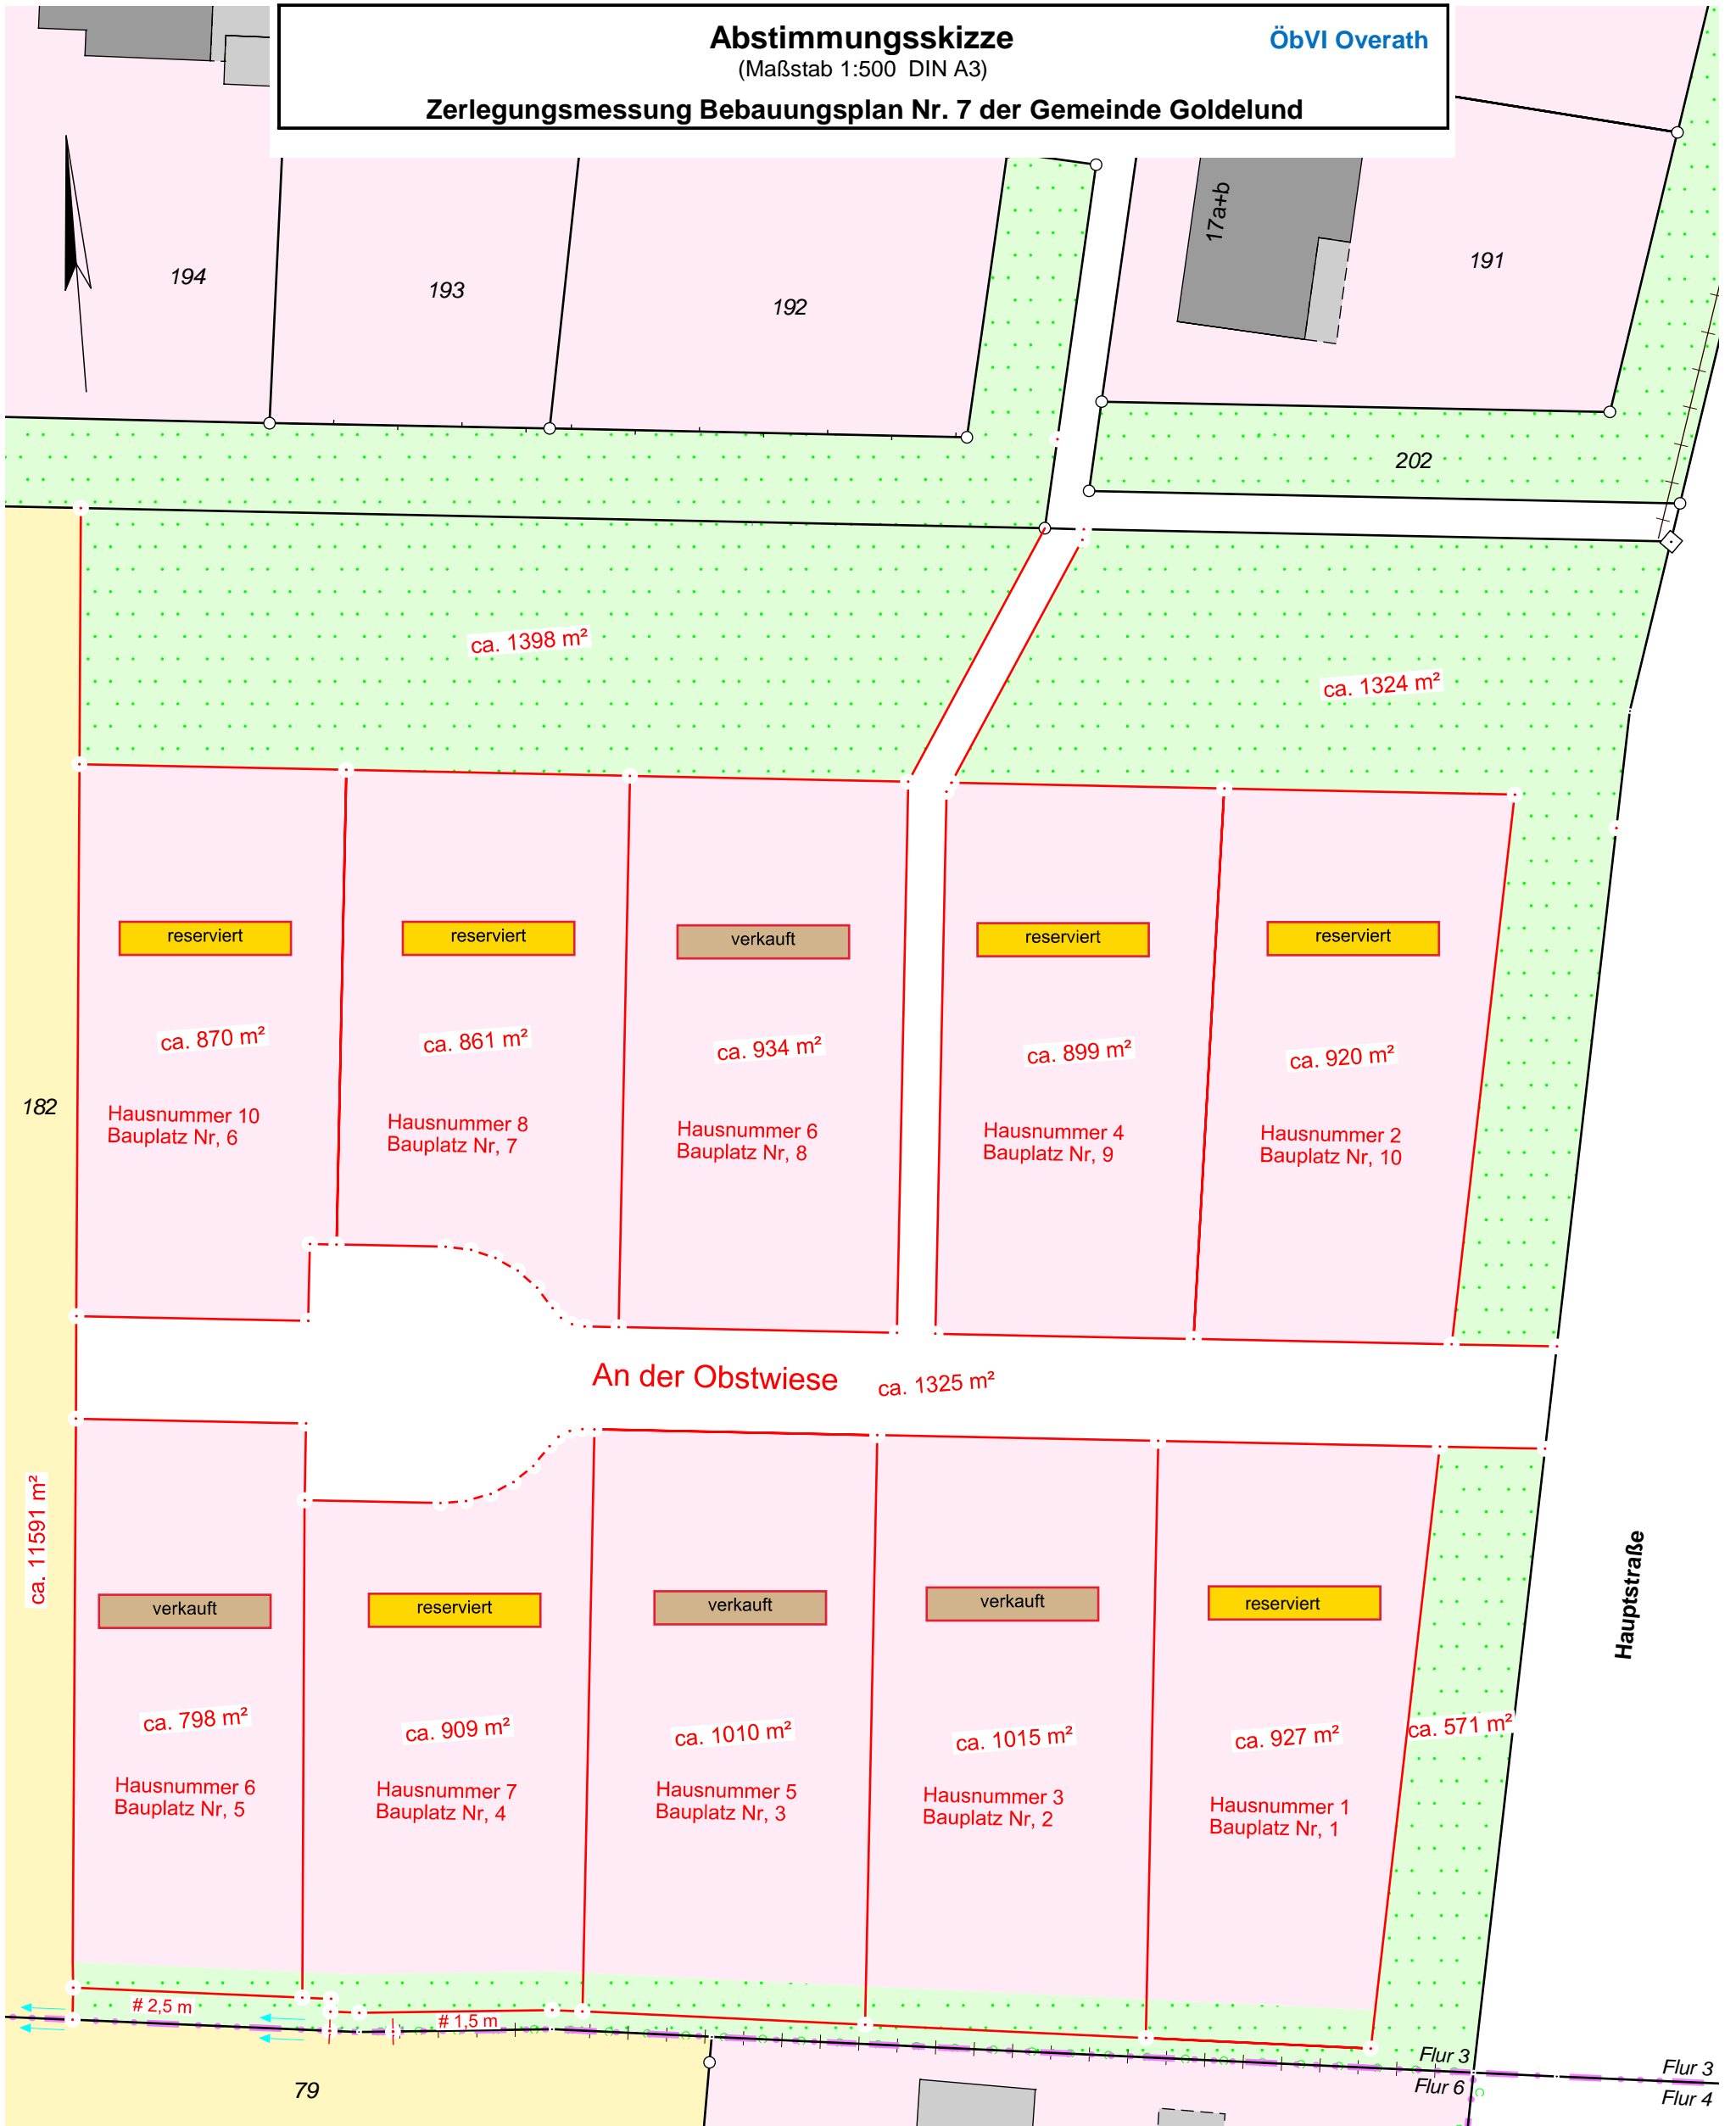 Abstimmungsskizze
ÖbVI Overath
(Maßstab 1:500 DIN A3)
Zerlegungsmessung Bebauungsplan Nr. 7 der Gemeinde Goldelund
17a+b
194
193
192
191
202
ca. 1398 m²
ca. 1324 m²
reserviert
reserviert
verkauft
reserviert
reserviert
ca. 870 m²
ca. 861 m²
ca. 934 m²
ca. 899 m²
ca. 920 m²
182
Hausnummer 10
Bauplatz Nr, 6
Hausnummer 8
Bauplatz Nr, 7
Hausnummer 6
Bauplatz Nr, 8
Hausnummer 4
Bauplatz Nr, 9
Hausnummer 2
Bauplatz Nr, 10
An der Obstwiese
ca. 1325 m²
ca. 11591 m²
Hauptstraße
verkauft
reserviert
verkauft
verkauft
reserviert
ca. 798 m²
ca. 909 m²
ca. 1010 m²
ca. 1015 m²
ca. 927 m²
ca. 571 m²
Hausnummer 6
Bauplatz Nr, 5
Hausnummer 7
Bauplatz Nr, 4
Hausnummer 5
Bauplatz Nr, 3
Hausnummer 3
Bauplatz Nr, 2
Hausnummer 1
Bauplatz Nr, 1
# 2,5 m
# 1,5 m
Flur 3
Flur 6
Flur 3
Flur 4
79